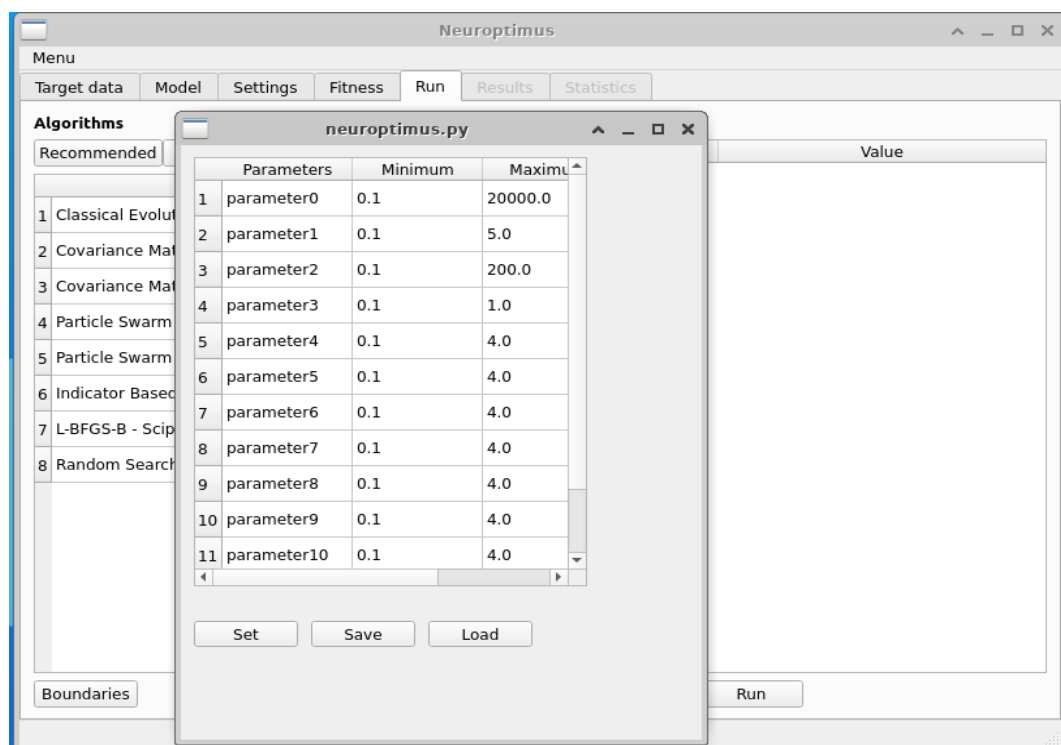 Neuroptimus
Menu
Target data Model Settings Fitness Run Results Statistics
Algorithms
Recommended
1 Classical Evolut
2 Covariance Mat
3 Covariance Mat
4 Particle Swarm
5 Particle Swarm
6 Indicator Based
7 L-BFGS-B - Scip
8 Random Search
Boundaries
neuroptimus.py
Parameters Minimum Maximu
1 parameter0 0.1 20000.0
2 parameter1 0.1 5.0
3 parameter2 0.1 200.0
4 parameter3 0.1 1.0
5 parameter4 0.1 4.0
6 parameter5 0.1 4.0
7 parameter6 0.1 4.0
8 parameter7 0.1 4.0
9 parameter8 0.1 4.0
10 parameter9 0.1 4.0
11 parameter10 0.1 4.0
Set Save Load
Value
Run